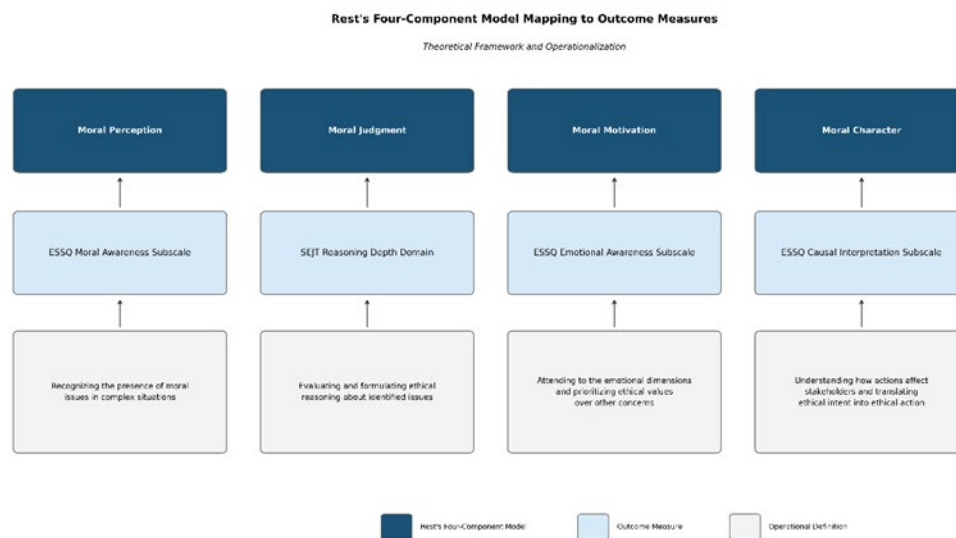 Rest's Four-Component Model Mapping to Outcome Measures
Theoretical Framework and Operationalization
Moral Perception
Moral Judgment
Moral Motivation
Moral Character
ESSQ Moral Awareness Subscale
SEJT Reasoning Depth Domain
ESSQ Emotional Awareness Subscale
ESSQ Causal Interpretation Subscale
Recognizing the presence of moral
issues in complex situations
Evaluating and formulating ethical
reasoning about identified issues
Attending to the emotional dimensions
and prioritizing ethical values
over other concerns
Understanding how actions affect
stakeholders and translating
ethical intent into ethical action
Rest's Four-Component Model
Outcome Measure
Operational Definition